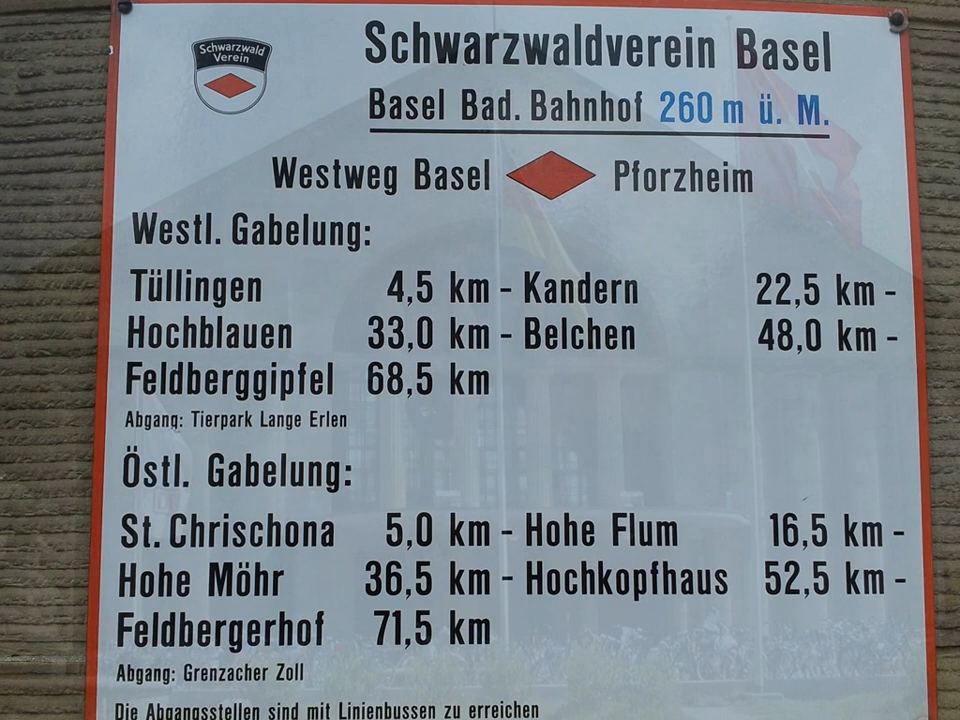 Schwarzwald
Verein
Schwarzwaldverein Basel
Basel Bad. Bahnhof 260 m ü. M.
Westweg Basel Pforzheim
Westl. Gabelung:
Tüllingen 4,5 km - Kandern 22,5 km -
Hochblauen 33,0 km - Belchen 48,0 km -
Feldberggipfel 68,5 km
Abgang: Tierpark Lange Erlen
Östl. Gabelung:
St. Chrischona 5,0 km - Hohe Flum 16,5 km -
Hohe Möhr 36,5 km - Hochkopfhaus 52,5 km -
Feldbergerhof 71,5 km
Abgang: Grenzacher Zoll
Die Abgangsstellen sind mit Linienbussen zu erreichen